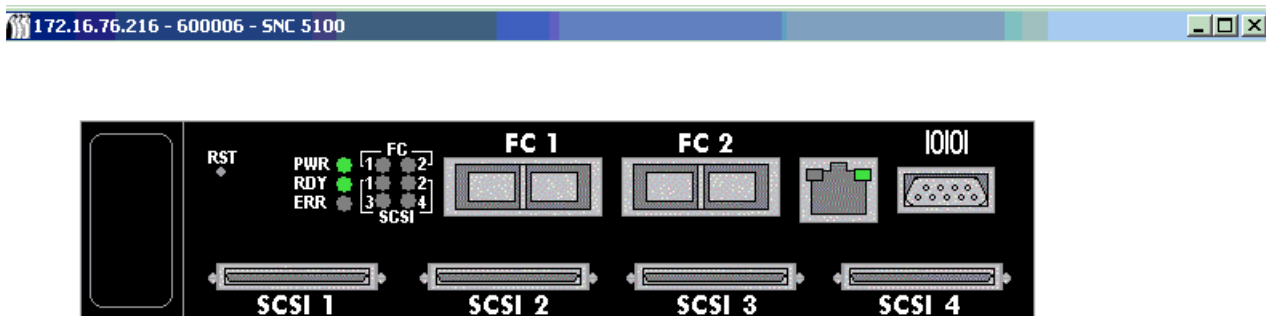 172.16.76.216 - 600006 - SNC 5100
RST
FC
PWR 1 2
RDY 1 2
ERR 3 4
SCSI
FC 1
FC 2
IOIOI
SCSI 1
SCSI 2
SCSI 3
SCSI 4